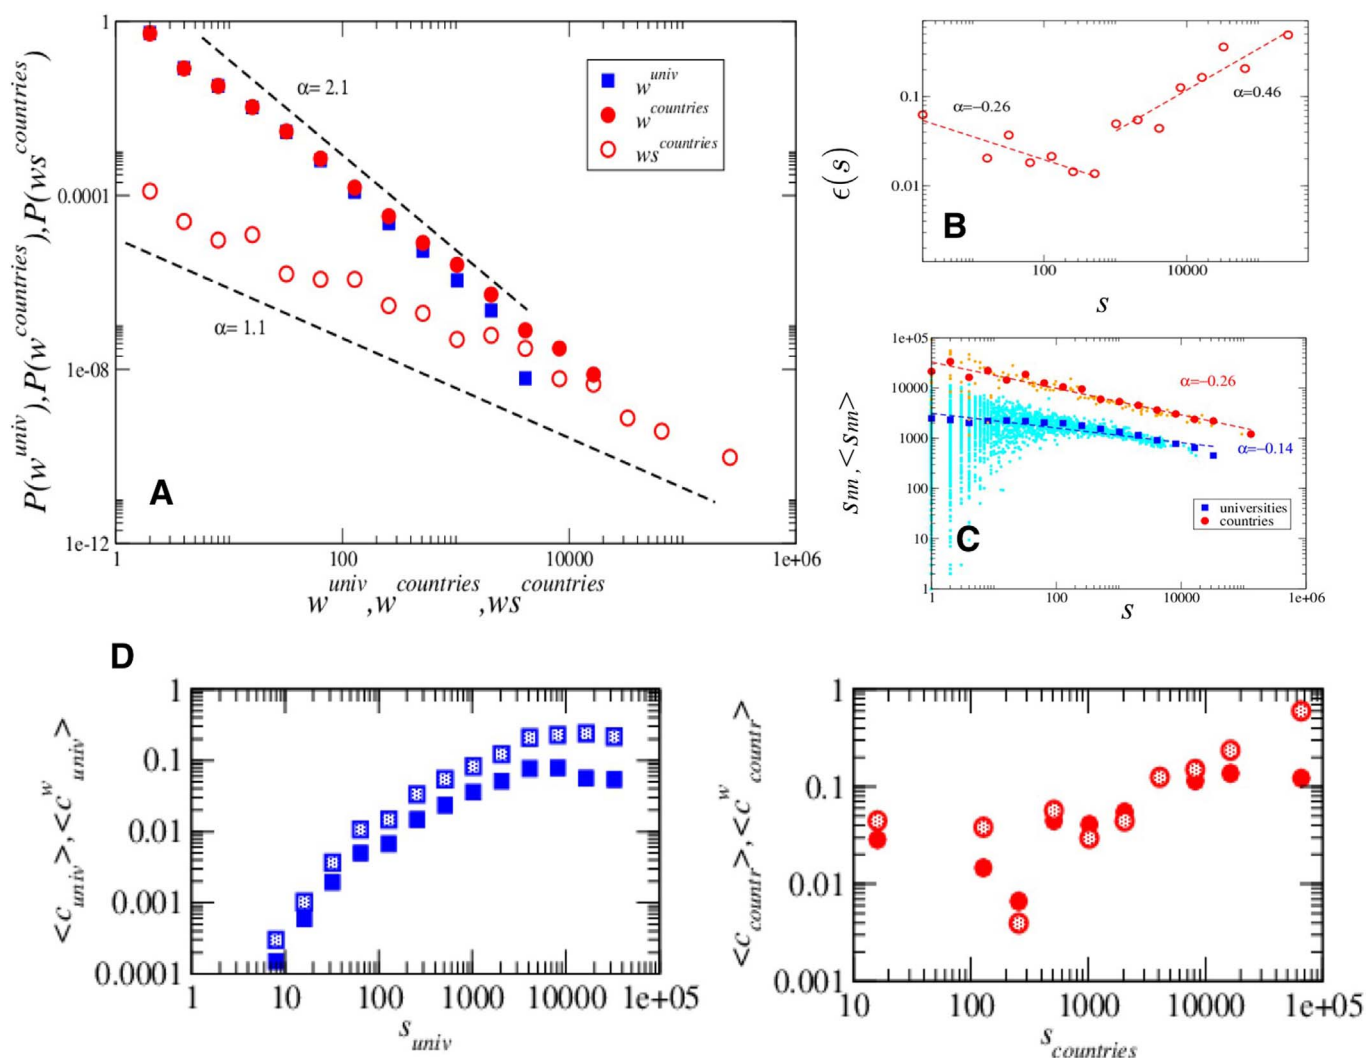 1
0.0001
1e-08
1e-12
1
100
10000
1e+06
P(w^univ),P(w^countries),P(ws^countries)
w^univ,w^countries,ws^countries
α= 2.1
α= 1.1
w^univ
w^countries
ws^countries
A
0.1
0.01
100
10000
ϵ(s)
s
α=−0.26
α=0.46
B
1e+05
10000
1000
100
10
1
1
100
10000
1e+06
s_nn,<s_nn>
s
α=−0.26
α=−0.14
universities
countries
C
D
1
0.1
0.01
0.001
0.0001
1
10
100
1000
10000
1e+05
<c_univ>,<c^w_univ>
s_univ
1
0.1
0.01
0.001
10
100
1000
10000
1e+05
<c_countr>,<c^w_countr>
s_countries